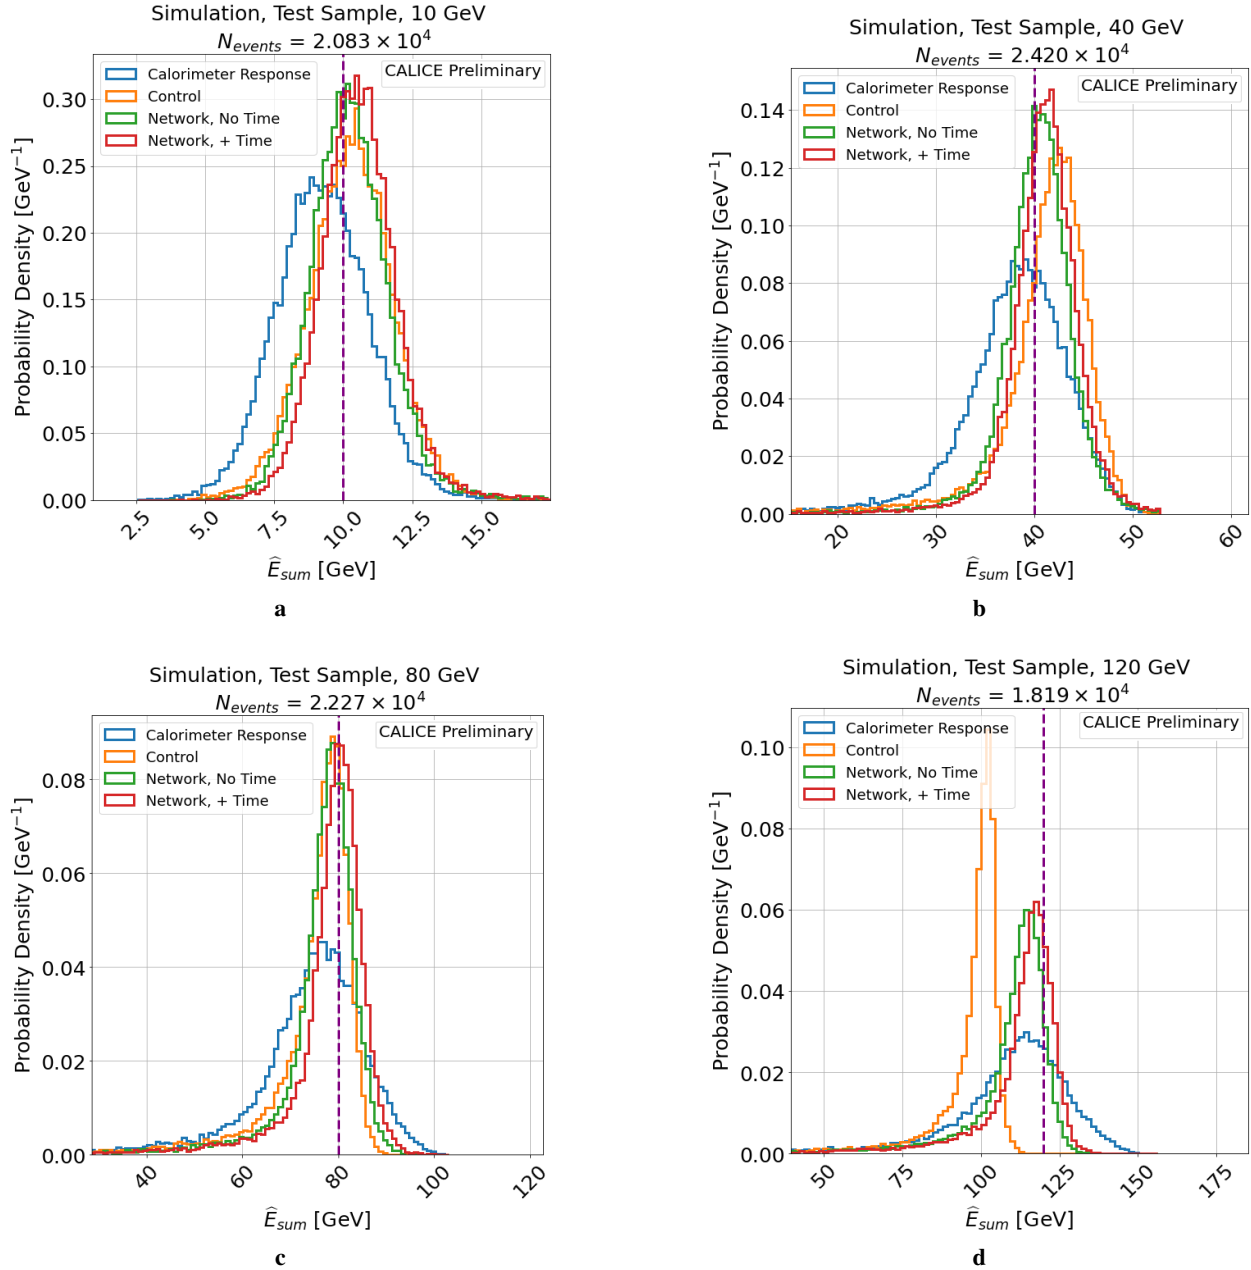 Simulation, Test Sample, 10 GeV
N_events = 2.083 × 10^4
CALICE Preliminary
Calorimeter Response
Control
Network, No Time
Network, + Time
Probability Density [GeV^−1]
0.30
0.25
0.20
0.15
0.10
0.05
0.00
2.5 5.0 7.5 10.0 12.5 15.0
Ê_sum [GeV]
a
Simulation, Test Sample, 40 GeV
N_events = 2.420 × 10^4
CALICE Preliminary
Calorimeter Response
Control
Network, No Time
Network, + Time
Probability Density [GeV^−1]
0.14
0.12
0.10
0.08
0.06
0.04
0.02
0.00
20 30 40 50 60
Ê_sum [GeV]
b
Simulation, Test Sample, 80 GeV
N_events = 2.227 × 10^4
CALICE Preliminary
Calorimeter Response
Control
Network, No Time
Network, + Time
Probability Density [GeV^−1]
0.08
0.06
0.04
0.02
0.00
40 60 80 100 120
Ê_sum [GeV]
c
Simulation, Test Sample, 120 GeV
N_events = 1.819 × 10^4
CALICE Preliminary
Calorimeter Response
Control
Network, No Time
Network, + Time
Probability Density [GeV^−1]
0.10
0.08
0.06
0.04
0.02
0.00
50 75 100 125 150 175
Ê_sum [GeV]
d